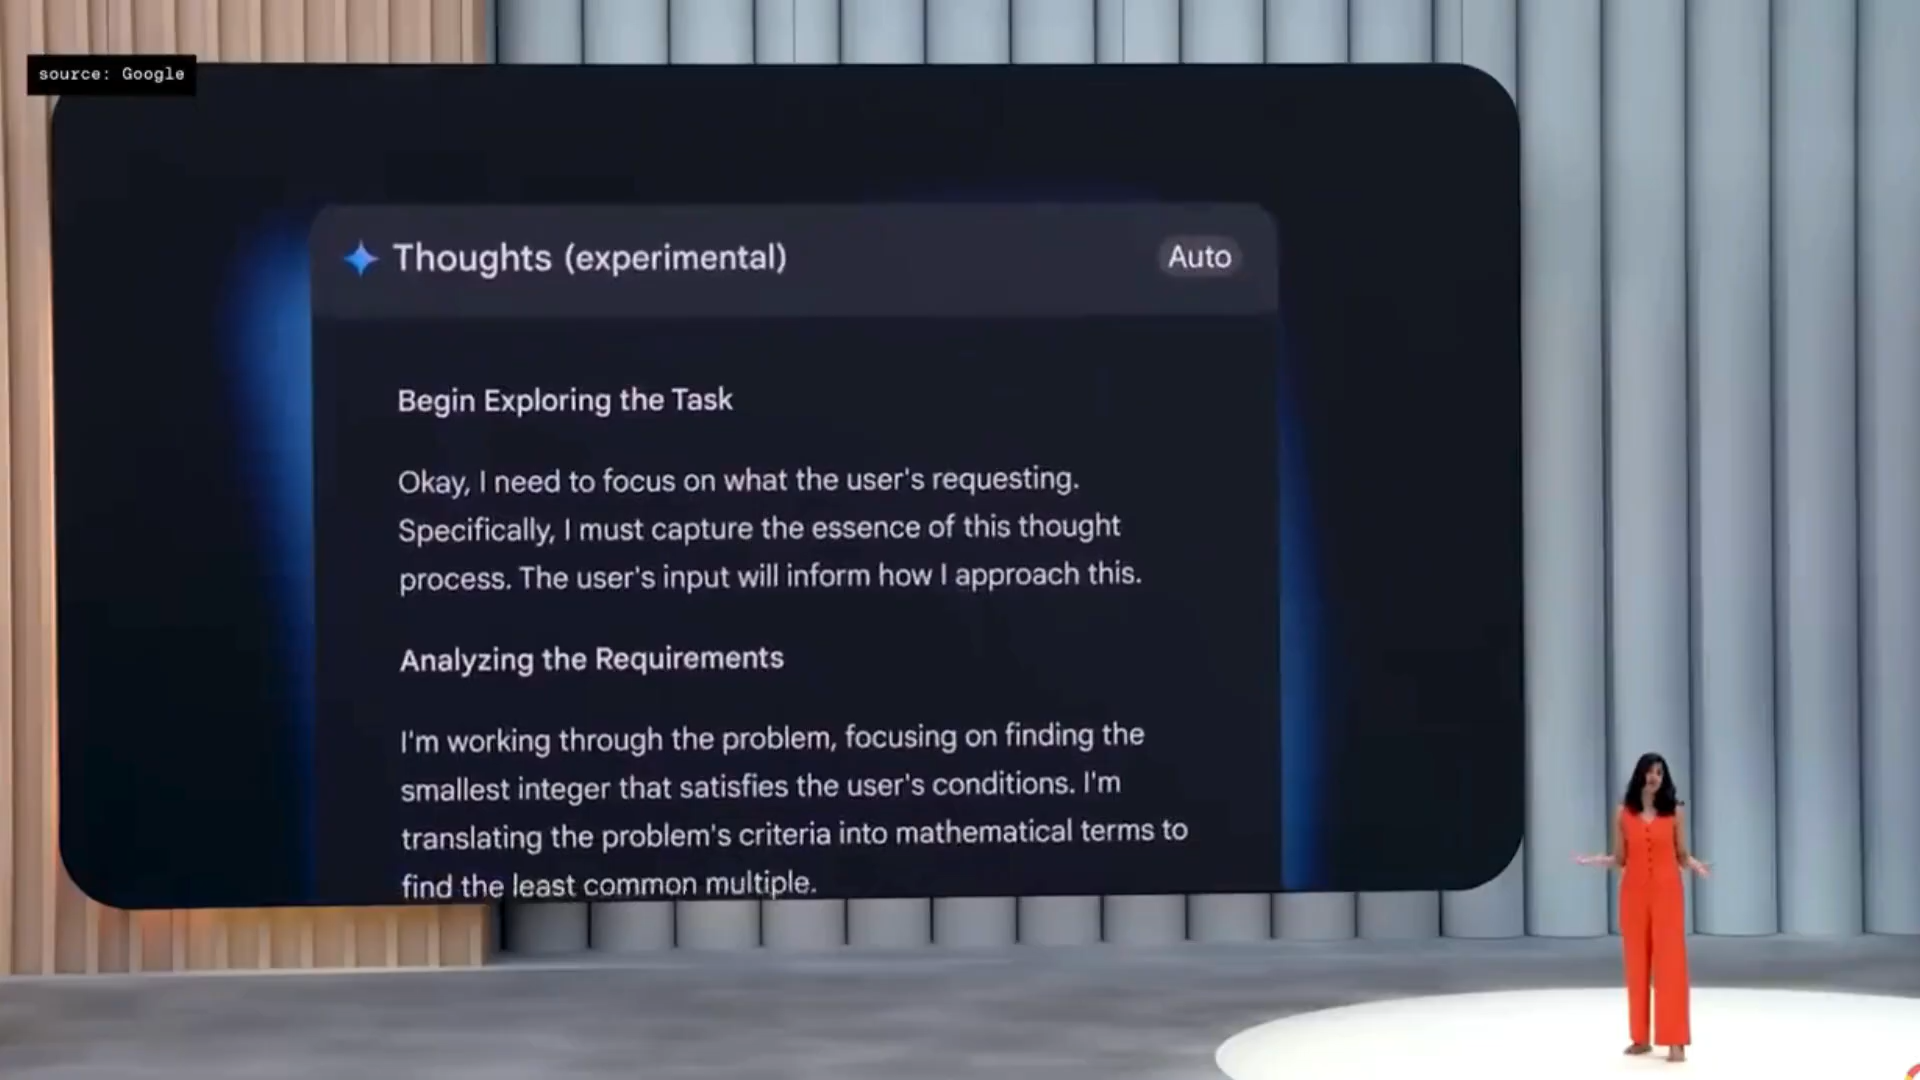 source: Google
Thoughts (experimental)
Auto
Begin Exploring the Task
Okay, I need to focus on what the user's requesting.
Specifically, I must capture the essence of this thought
process. The user's input will inform how I approach this.
Analyzing the Requirements
I'm working through the problem, focusing on finding the
smallest integer that satisfies the user's conditions. I'm
translating the problem's criteria into mathematical terms to
find the least common multiple.